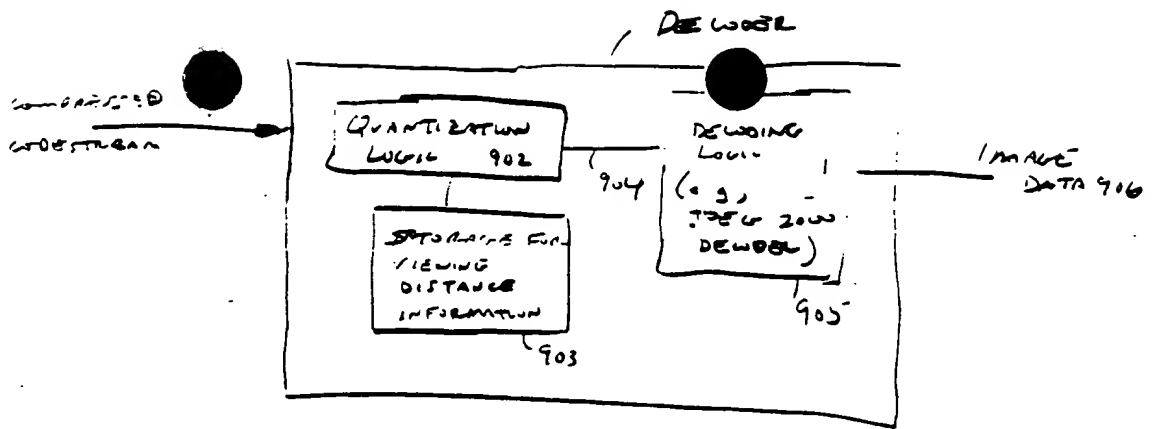 DECODER
COMPRESSED
CODESTREAM
QUANTIZATION
LOGIC 902
904
DECODING
LOGIC
(e.g.,
JPEG 2000
DECODER)
905
IMAGE
DATA 906
STORAGE FOR
VIEWING
DISTANCE
INFORMATION
903